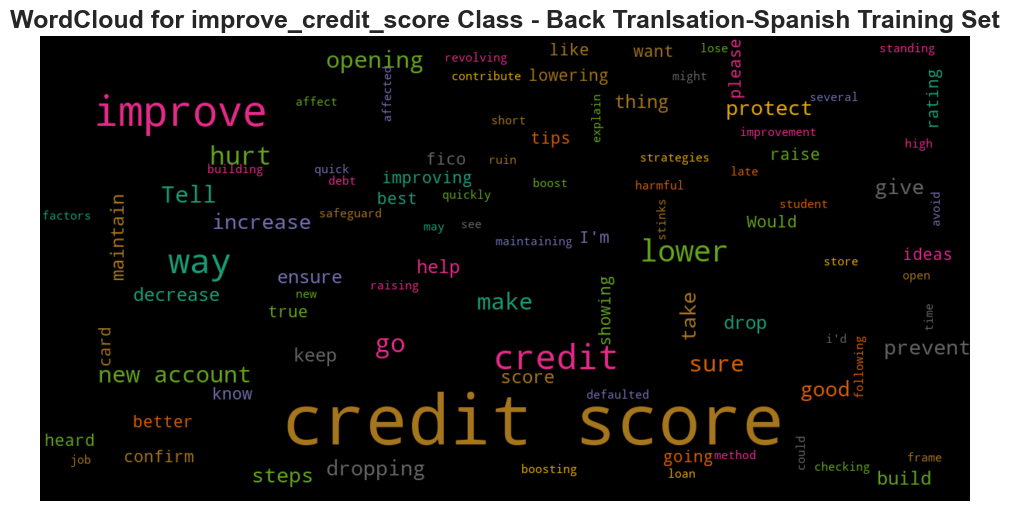 WordCloud for improve_credit_score Class - Back Tranlsation-Spanish Training Set
opening
revolving
like
want
lose
please
standing
improve
affect
affected
contribute
lowering
might
thing
explain
protect
several
rating
short
tips
improvement
high
hurt
building
quick
debt
fico
ruin
improving
best
quickly
boost
strategies
harmful
late
raise
student
give
avoid
Tell
maintain
factors
increase
safeguard
may
see
maintaining
I'm
stinks
Would
lower
store
ideas
open
way
decrease
ensure
new
true
raising
help
make
showing
take
drop
i'd
time
prevent
card
keep
go
credit
score
sure
following
good
new account
know
defaulted
credit score
better
heard
job
confirm
steps
dropping
boosting
going
loan
method
could
checking
frame
build